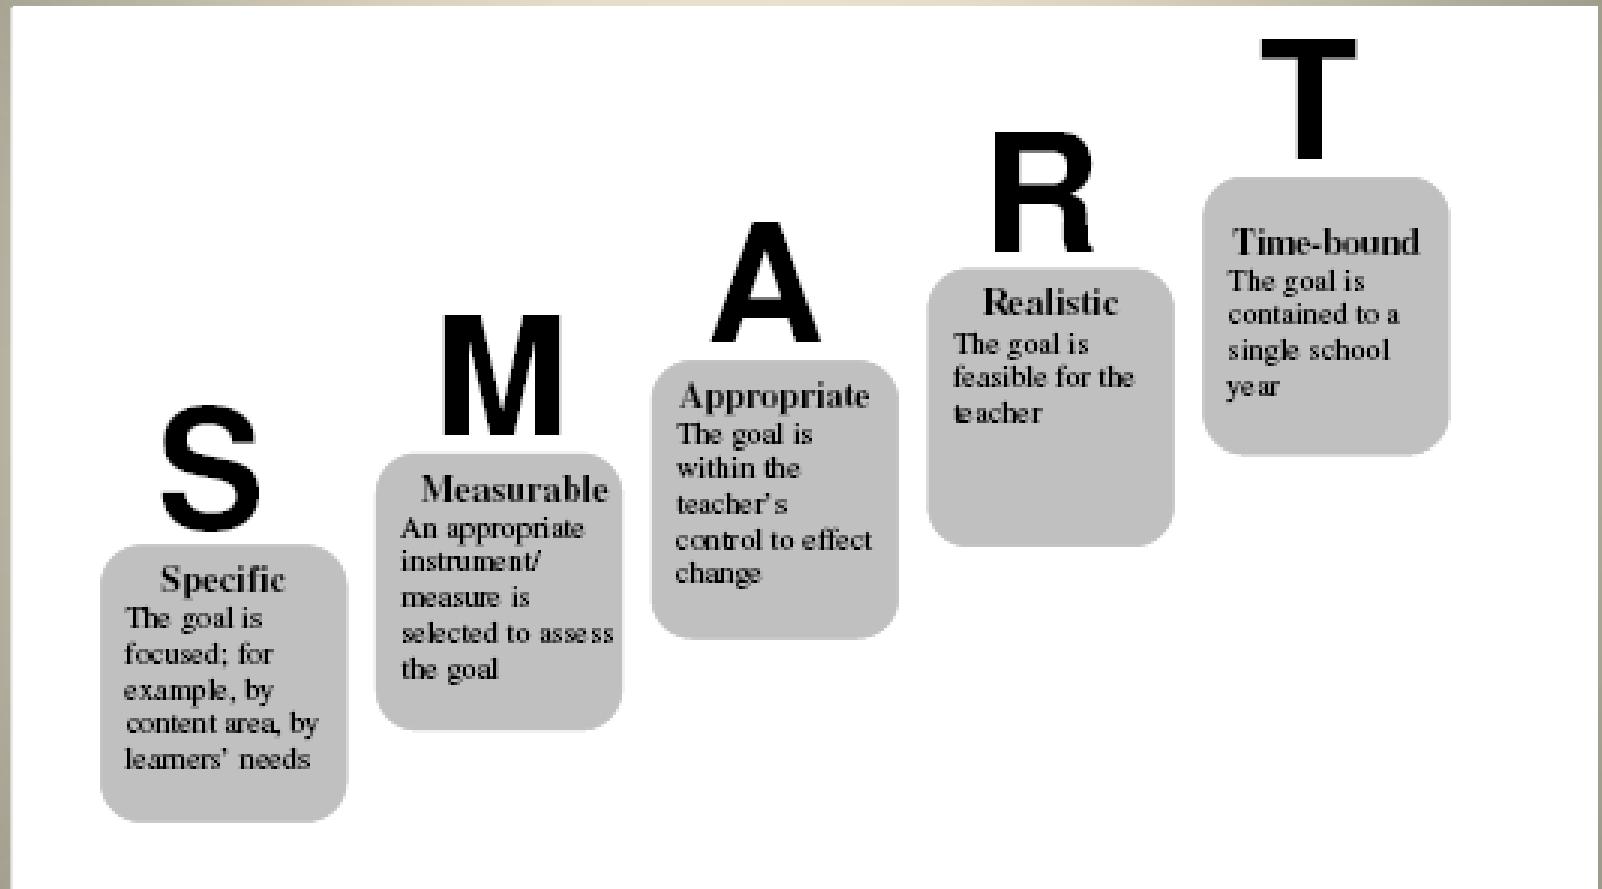 S
Specific
The goal is
focused; for
example, by
content area, by
learners' needs
M
Measurable
An appropriate
instrument/
measure is
selected to assess
the goal
A
Appropriate
The goal is
within the
teacher's
control to effect
change
R
Realistic
The goal is
feasible for the
teacher
T
Time-bound
The goal is
contained to a
single school
year